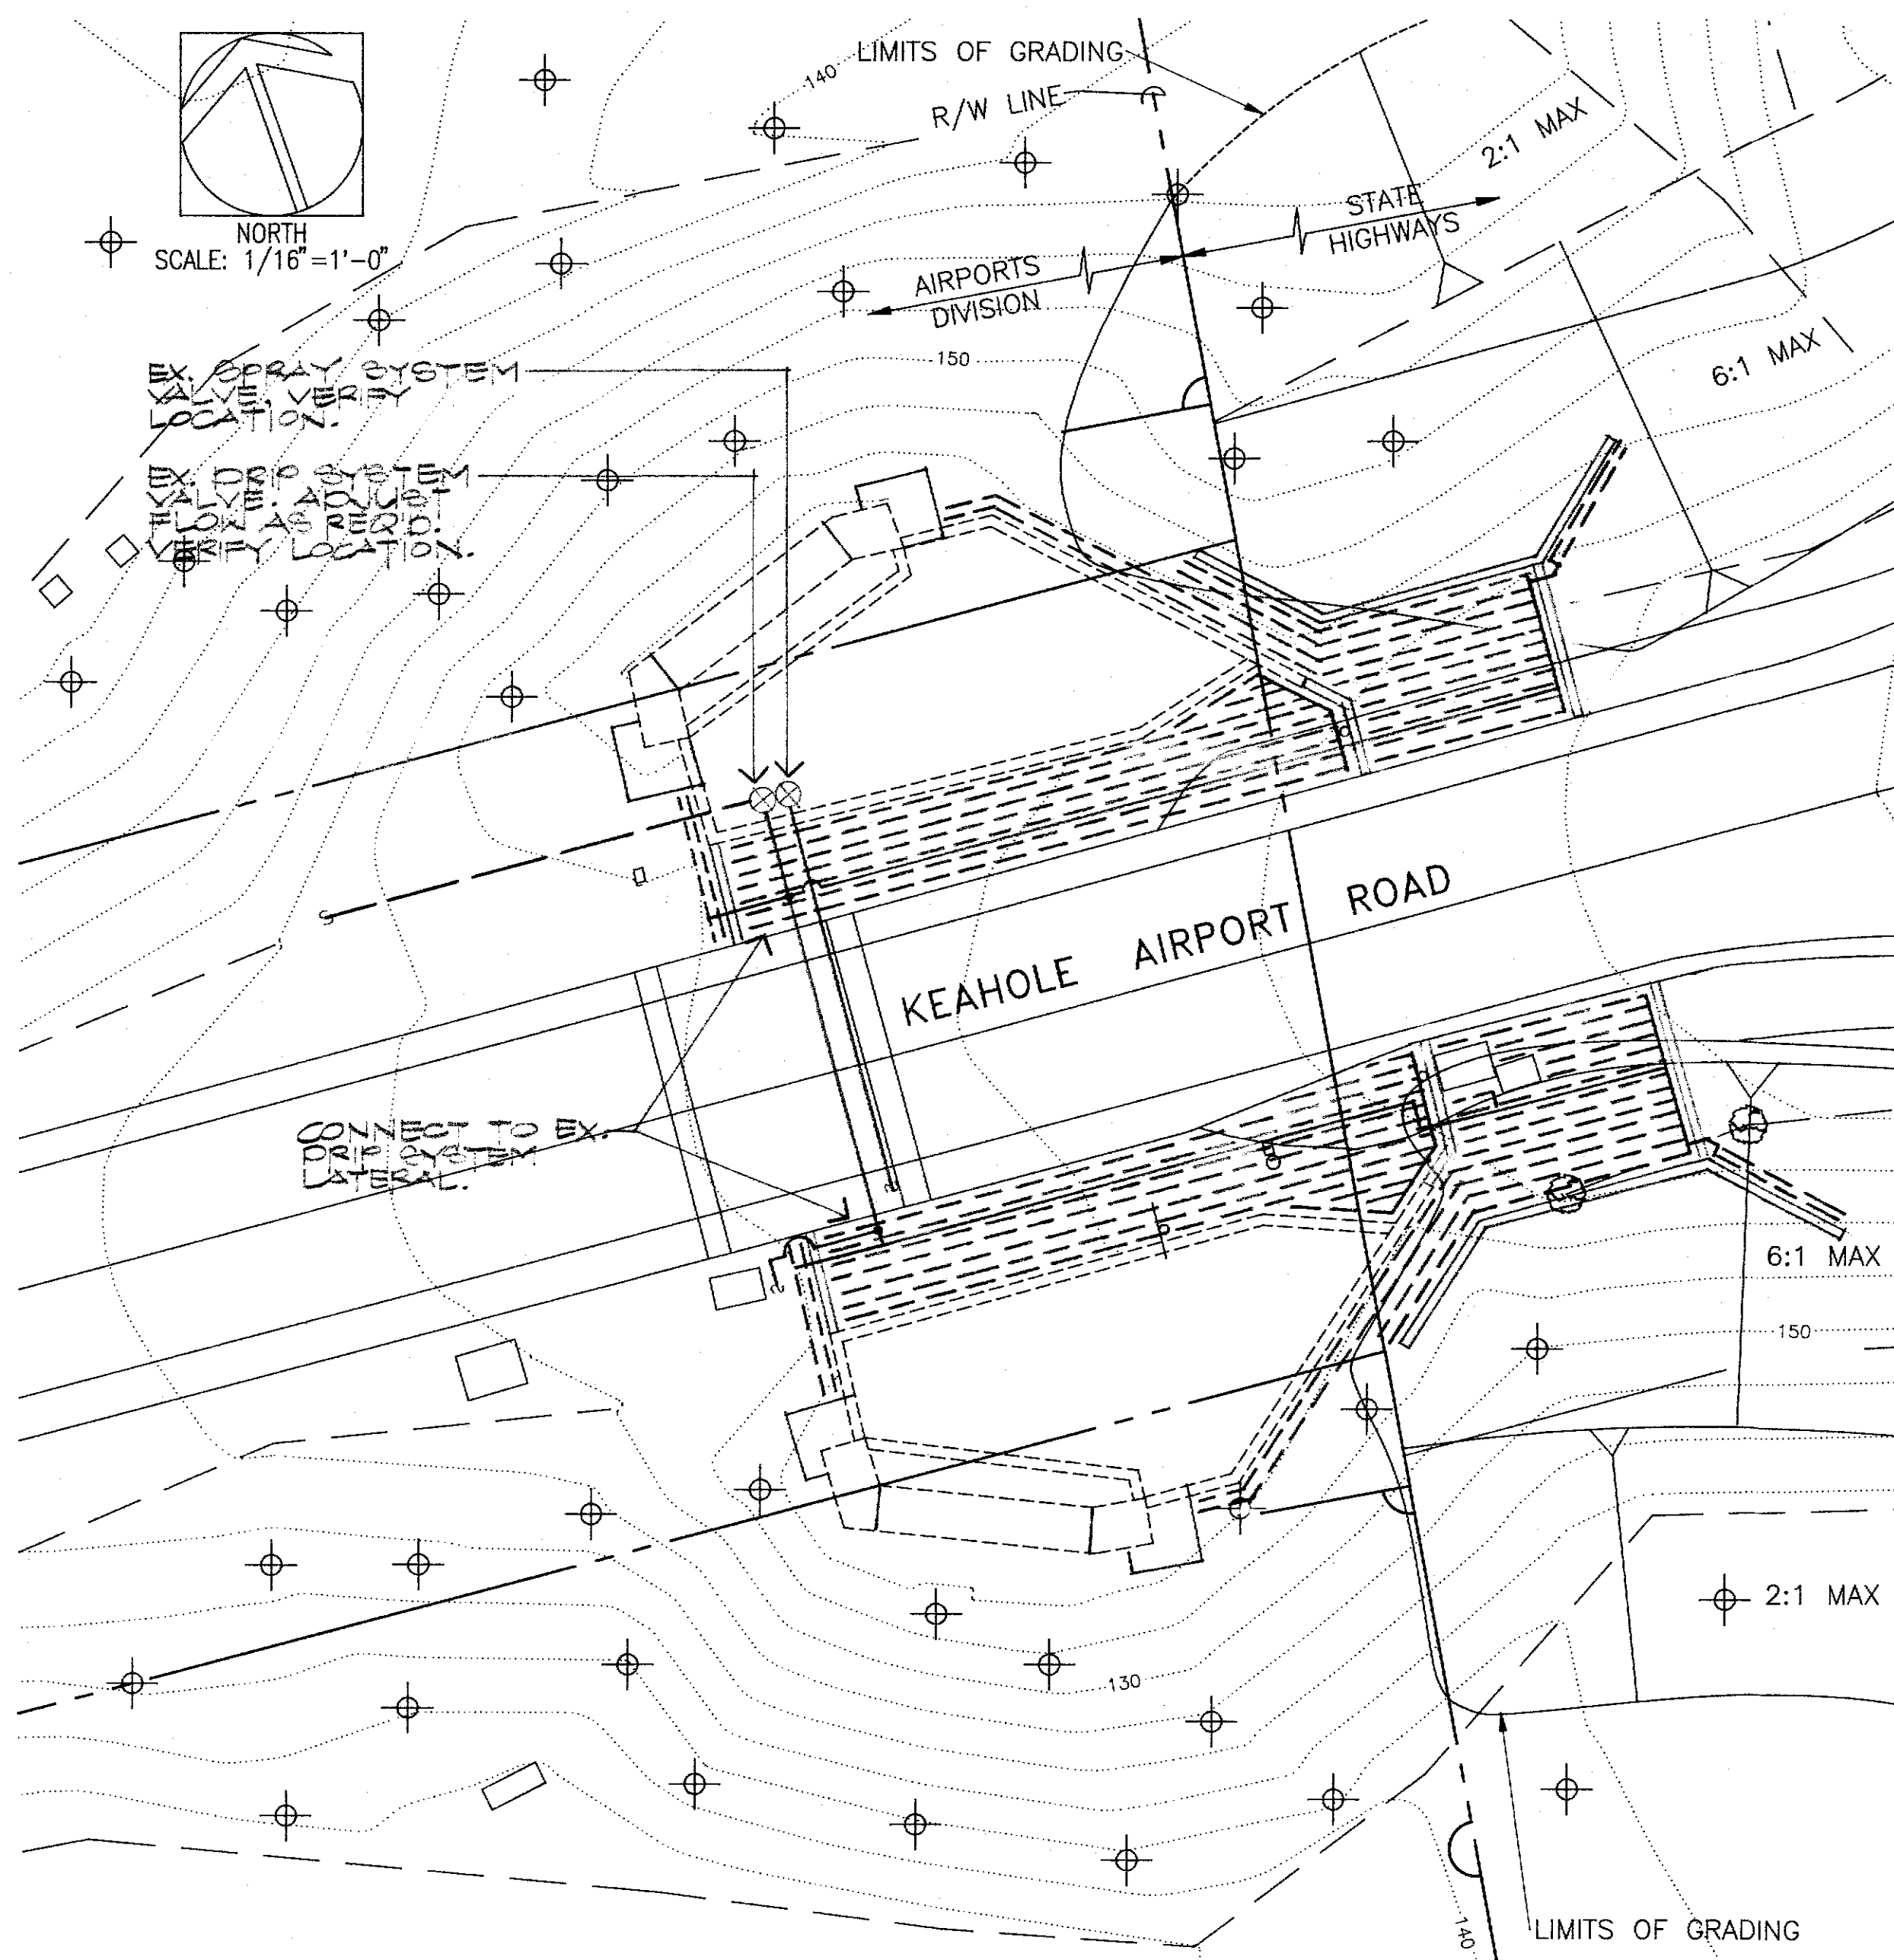 LIMITS OF GRADING
140
R/W LINE
2:1 MAX
NORTH
SCALE: 1/16"=1'-0"
STATE
HIGHWAYS
AIRPORTS
DIVISION
150
6:1 MAX
EX. SPRAY SYSTEM
VALVE, VERIFY
LOCATION.
EX. DRIP SYSTEM
VALVE. ADJUST
FLOW AS REQ'D.
VERIFY LOCATION.
KEAHOLE AIRPORT ROAD
CONNECT TO EX.
DRIP SYSTEM
LATERAL.
6:1 MAX
150
2:1 MAX
130
140
LIMITS OF GRADING